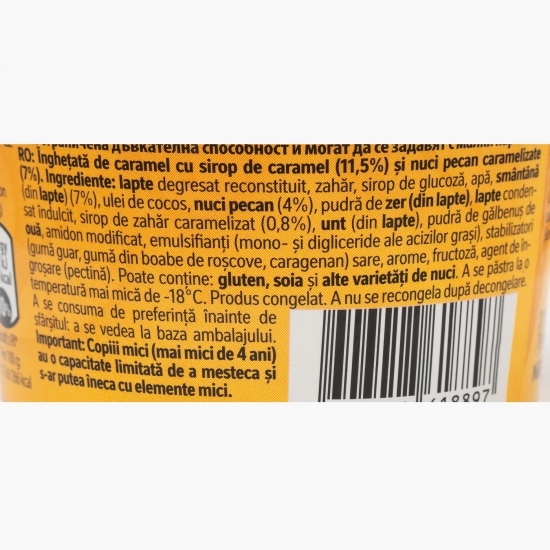 дъвкателна способност и могат да се задавят с
RO: Înghețată de caramel cu sirop de caramel (11,5%) și nuci pecan caramelizate
(7%). Ingrediente: lapte degresat reconstituit, zahăr, sirop de glucoză, apă, smântână
(din lapte) (7%), ulei de cocos, nuci pecan (4%), pudră de zer (din lapte), lapte conden-
sat îndulcit, sirop de zahăr caramelizat (0,8%), unt (din lapte), pudră de gălbenuș de
ouă, amidon modificat, emulsifianți (mono- și digliceride ale acizilor grași), stabilizatori
(gumă guar, gumă din boabe de roșcove, caragenan) sare, arome, fructoză, agent de în-
groșare (pectină). Poate conține: gluten, soia și alte varietăți de nuci. A se păstra la o
temperatură mai mică de -18°C. Produs congelat. A nu se recongela după decongelare.
A se consuma de preferință înainte de
sfârșitul: a se vedea la baza ambalajului.
Important: Copiii mici (mai mici de 4 ani)
au o capacitate limitată de a mesteca și
s-ar putea îneca cu elemente mici.
618897